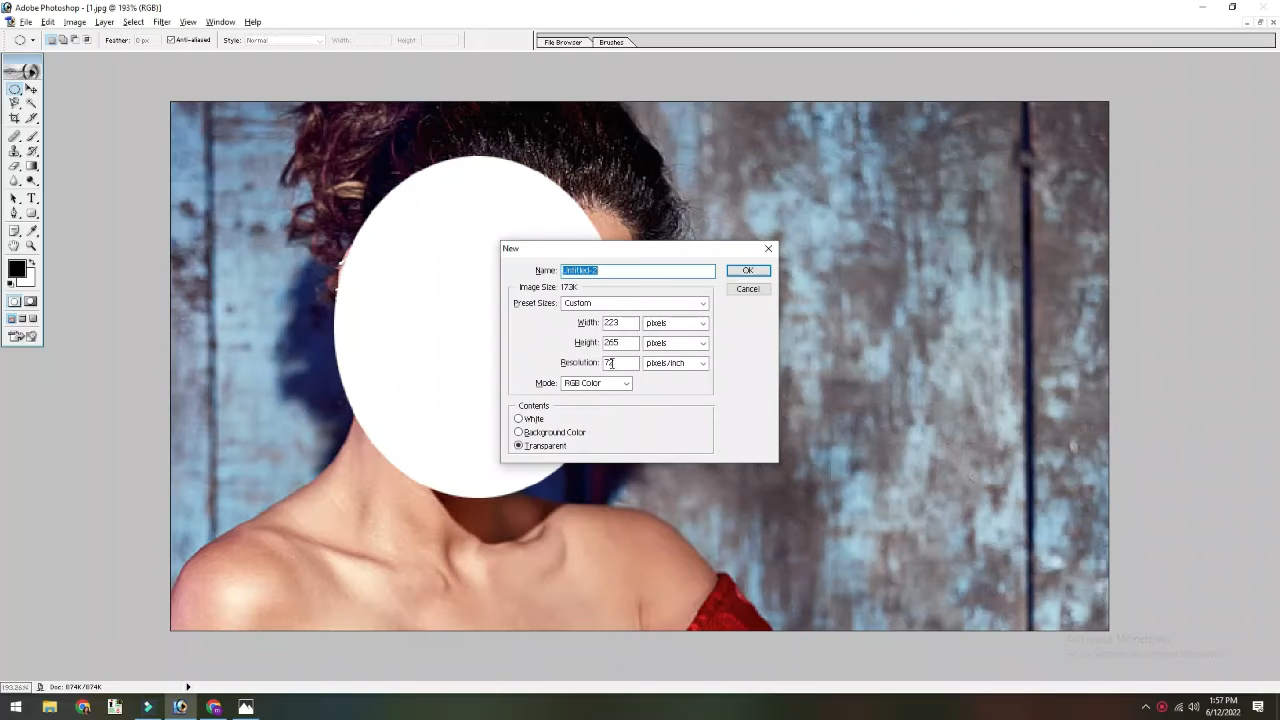 Adobe Photoshop - [1.jpg @ 193% (RGB)]
File Edit Image Layer Select Filter View Window Help
Feather: 0 px Anti-aliased Style: Normal Width: Height: File Browser Brushes
New
Name: Untitled-2 OK
Image Size: 173K
Cancel
Preset Sizes: Custom
Width: 223 pixels
Height: 265 pixels
Resolution: 72 pixels/inch
Mode: RGB Color
Contents
White
Background Color
Transparent
Activate Windows
193.26% Doc: 874K/874K
1:57 PM
6/12/2022